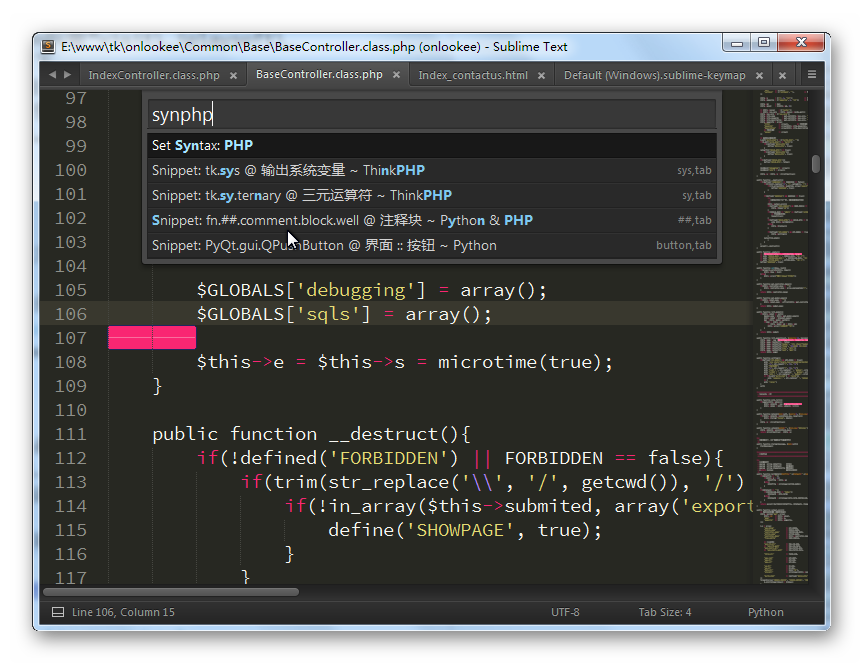 E:\www\tk\onlookee\Common\Base\BaseController.class.php (onlookee) - Sublime Text
IndexController.class.php × BaseController.class.php × Index_contactus.html × Default (Windows).sublime-keymap × ×
97
98
synphp
99 Set Syntax: PHP
100 Snippet: tk.sys @ 输出系统变量 ~ ThinkPHP sys,tab
101 Snippet: tk.sy.ternary @ 三元运算符 ~ ThinkPHP sy,tab
102 Snippet: fn.##.comment.block.well @ 注释块 ~ Python & PHP ##,tab
103 Snippet: PyQt.gui.QPushButton @ 界面 :: 按钮 ~ Python button,tab
104
105 $GLOBALS['debugging'] = array();
106 $GLOBALS['sqls'] = array();
107
108 $this->e = $this->s = microtime(true);
109 }
110
111 public function __destruct(){
112 if(!defined('FORBIDDEN') || FORBIDDEN == false){
113 if(trim(str_replace('\\', '/', getcwd()), '/')
114 if(!in_array($this->submited, array('export
115 define('SHOWPAGE', true);
116 }
117 }
Line 106, Column 15 UTF-8 Tab Size: 4 Python